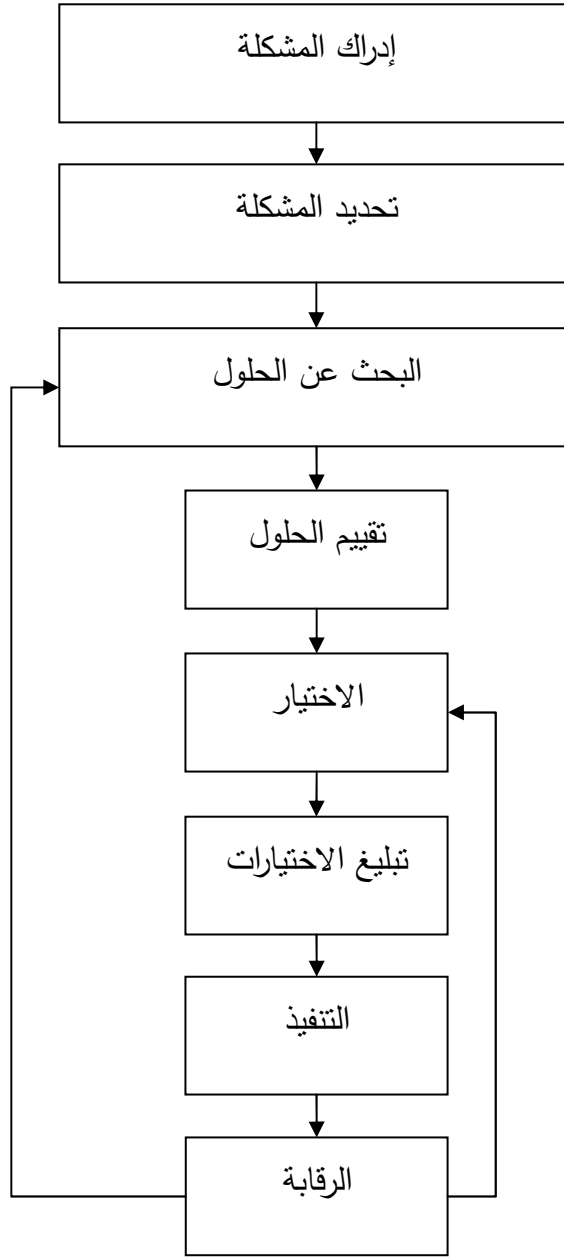 إدراك المشكلة
تحديد المشكلة
البحث عن الحلول
تقييم الحلول
الاختيار
تبليغ الاختيارات
التنفيذ
الرقابة